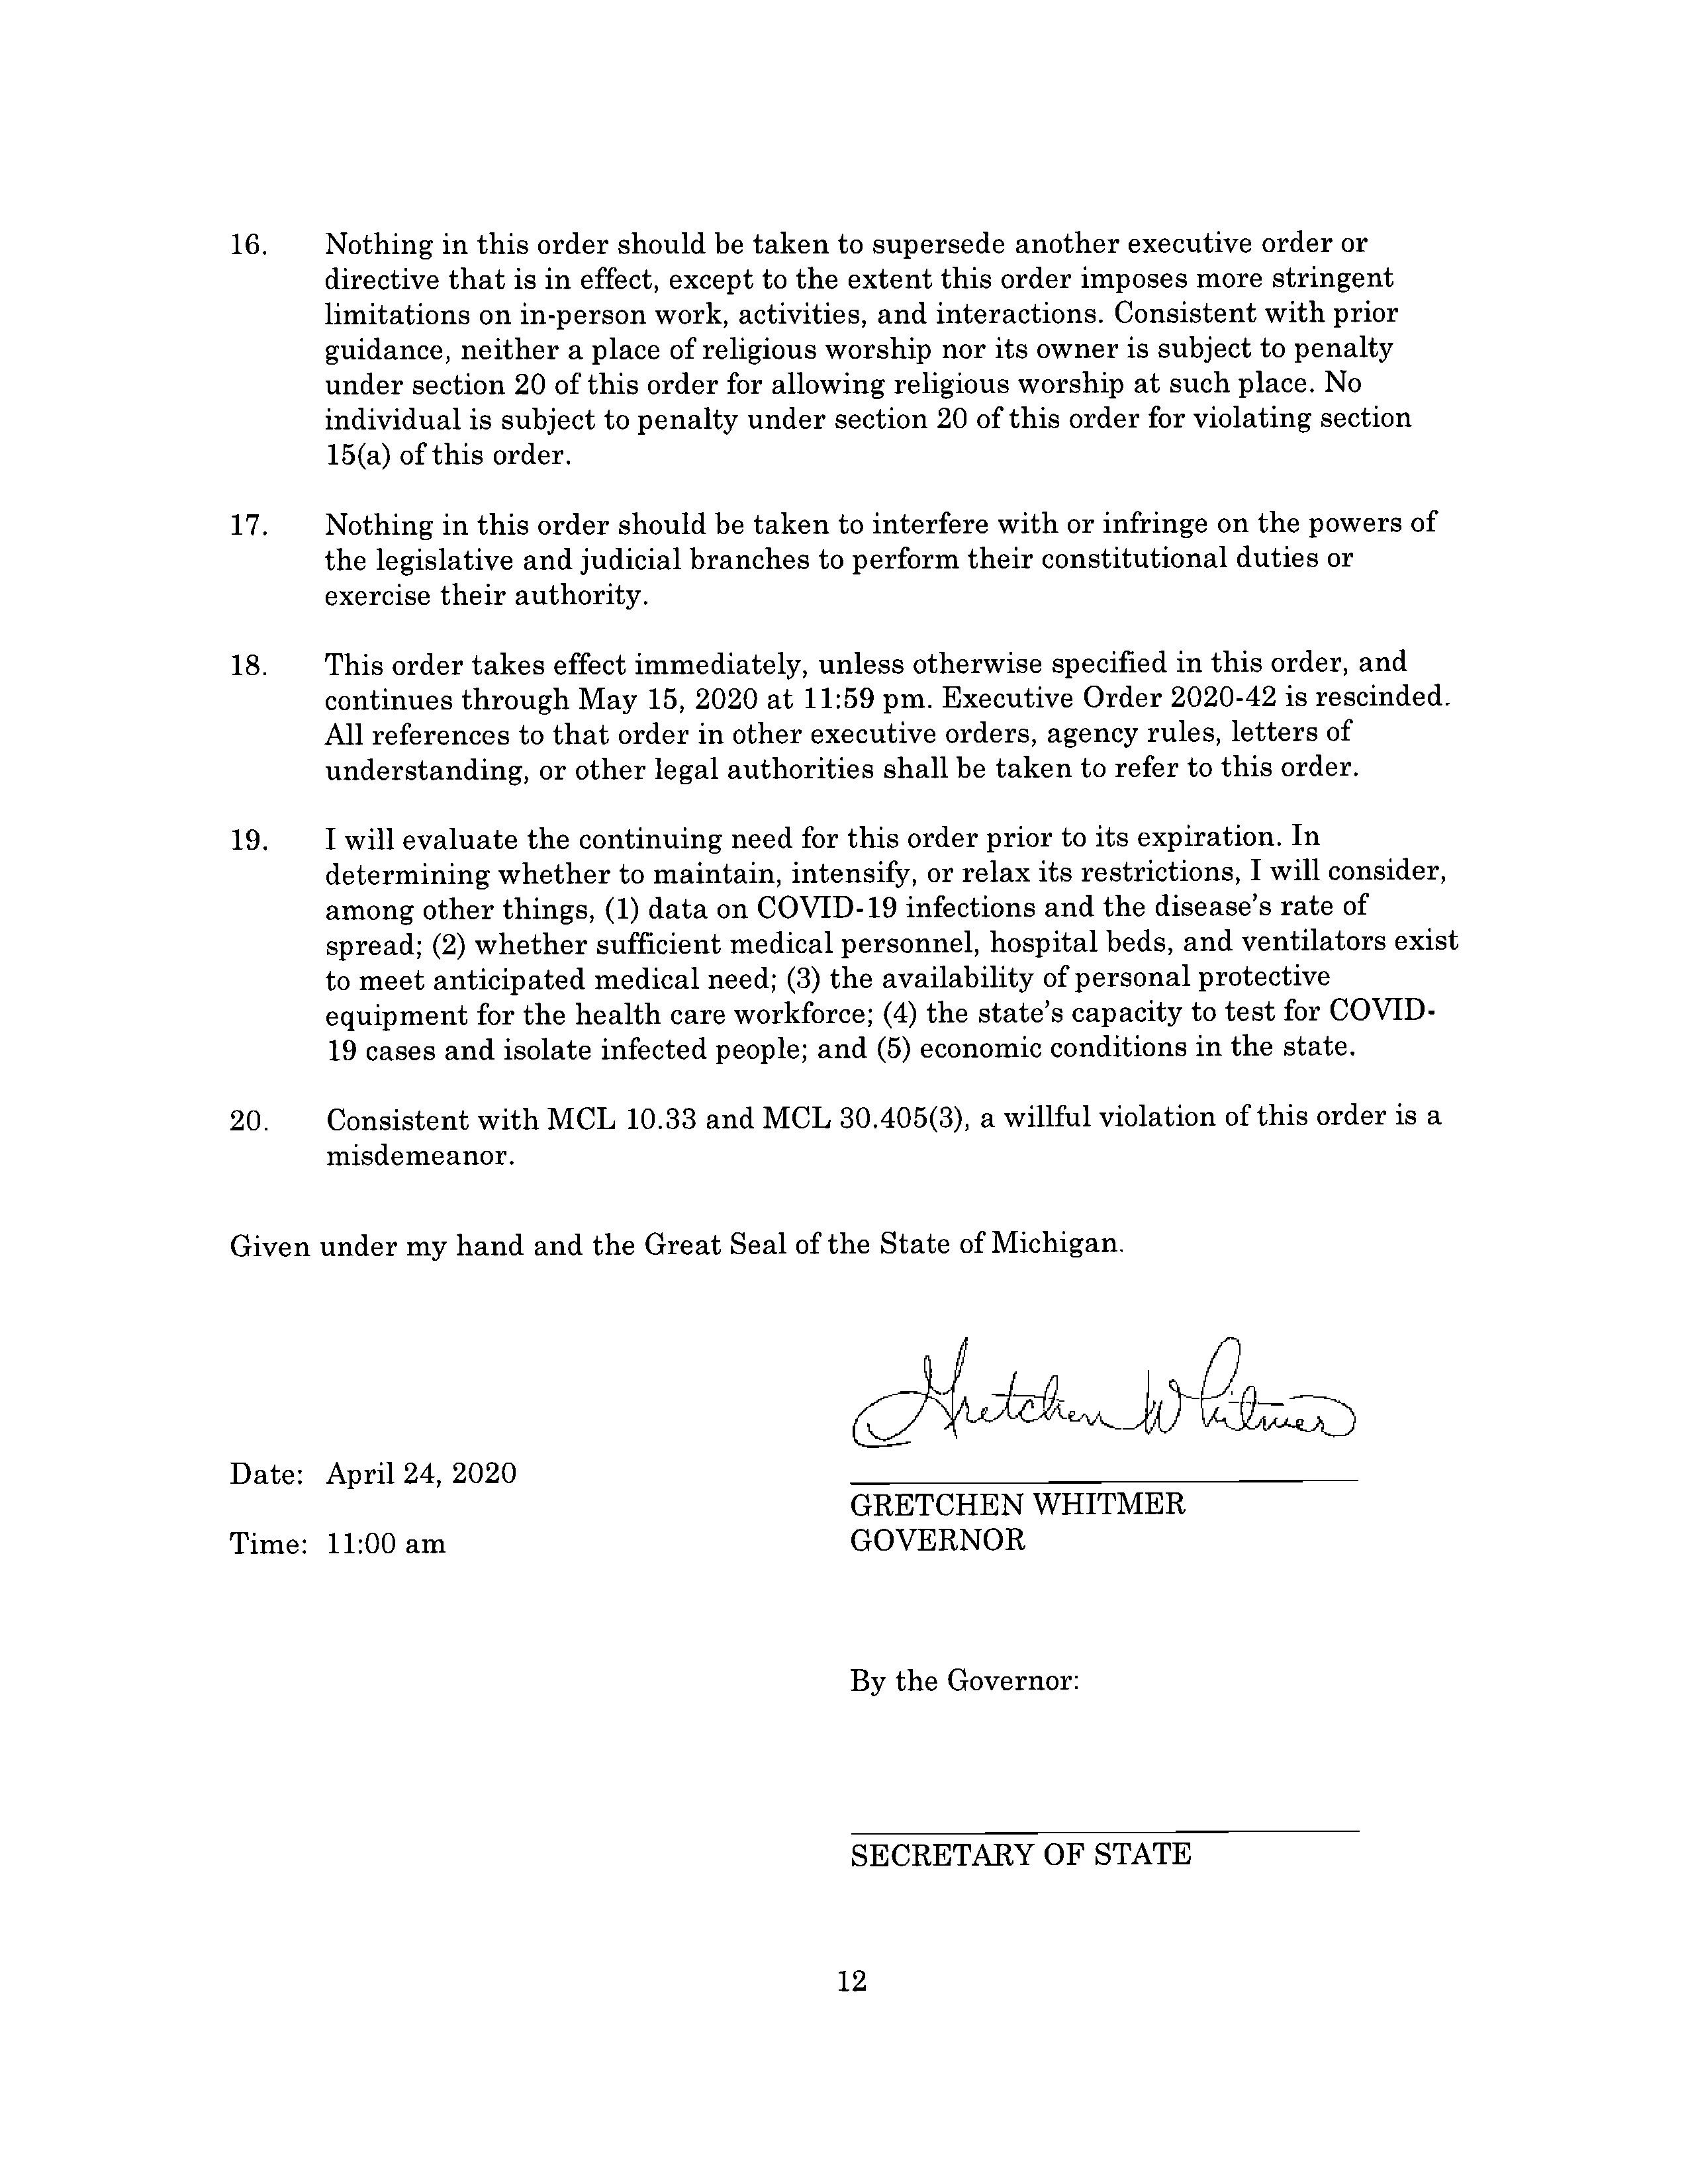 16. Nothing in this order should be taken to supersede another executive order or
directive that is in effect, except to the extent this order imposes more stringent
limitations on in-person work, activities, and interactions. Consistent with prior
guidance, neither a place of religious worship nor its owner is subject to penalty
under section 20 of this order for allowing religious worship at such place. No
individual is subject to penalty under section 20 of this order for violating section
15(a) of this order.
17. Nothing in this order should be taken to interfere with or infringe on the powers of
the legislative and judicial branches to perform their constitutional duties or
exercise their authority.
18. This order takes effect immediately, unless otherwise specified in this order, and
continues through May 15, 2020 at 11:59 pm. Executive Order 2020-42 is rescinded.
All references to that order in other executive orders, agency rules, letters of
understanding, or other legal authorities shall be taken to refer to this order.
19. I will evaluate the continuing need for this order prior to its expiration. In
determining whether to maintain, intensify, or relax its restrictions, I will consider,
among other things, (1) data on COVID-19 infections and the disease's rate of
spread; (2) whether sufficient medical personnel, hospital beds, and ventilators exist
to meet anticipated medical need; (3) the availability of personal protective
equipment for the health care workforce; (4) the state's capacity to test for COVID-
19 cases and isolate infected people; and (5) economic conditions in the state.
20. Consistent with MCL 10.33 and MCL 30.405(3), a willful violation of this order is a
misdemeanor.
Given under my hand and the Great Seal of the State of Michigan.
Gretchen Whitmer
Date: April 24, 2020
GRETCHEN WHITMER
Time: 11:00 am
GOVERNOR
By the Governor:
SECRETARY OF STATE
12